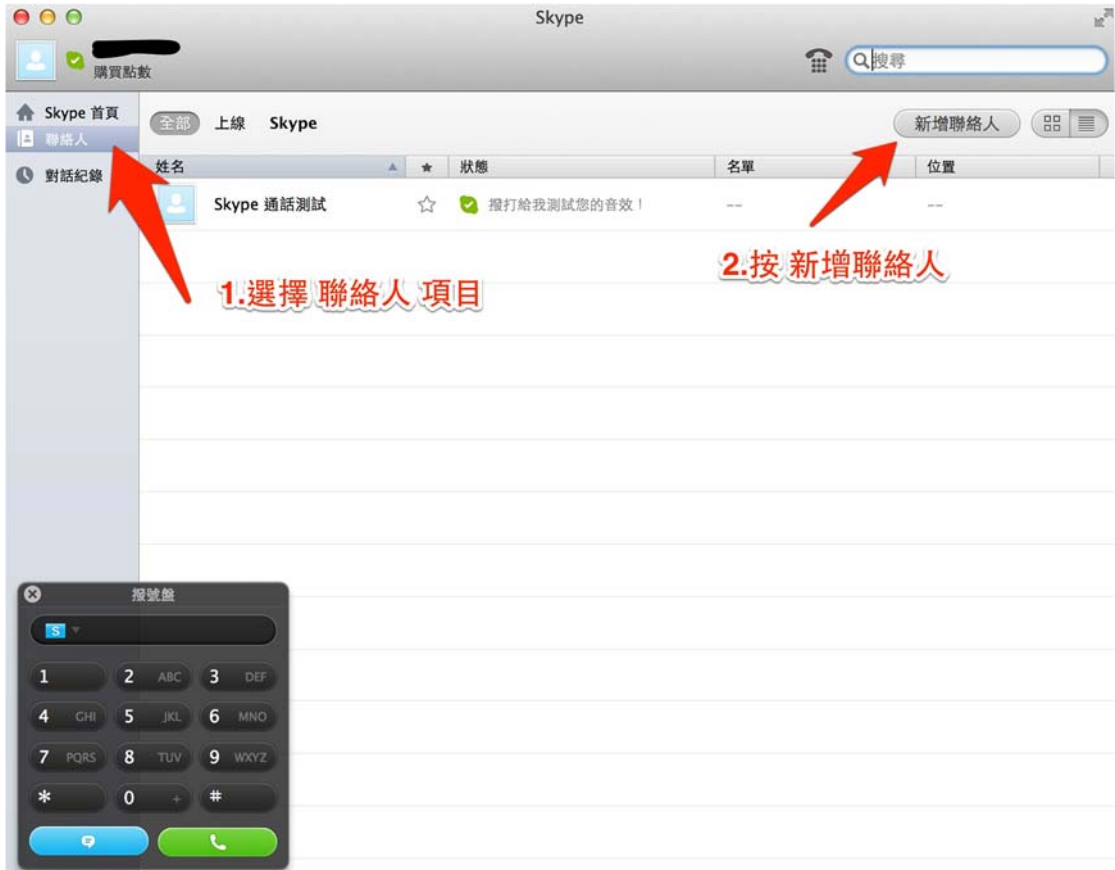 Skype
購買點數
搜尋
Skype 首頁
聯絡人
對話紀錄
全部 上線 Skype
新增聯絡人
姓名 狀態 名單 位置
Skype 通話測試 撥打給我測試您的音效! -- --
1.選擇 聯絡人 項目
2.按 新增聯絡人
撥號盤
S
1 2 ABC 3 DEF
4 GHI 5 JKL 6 MNO
7 PQRS 8 TUV 9 WXYZ
* 0 + #